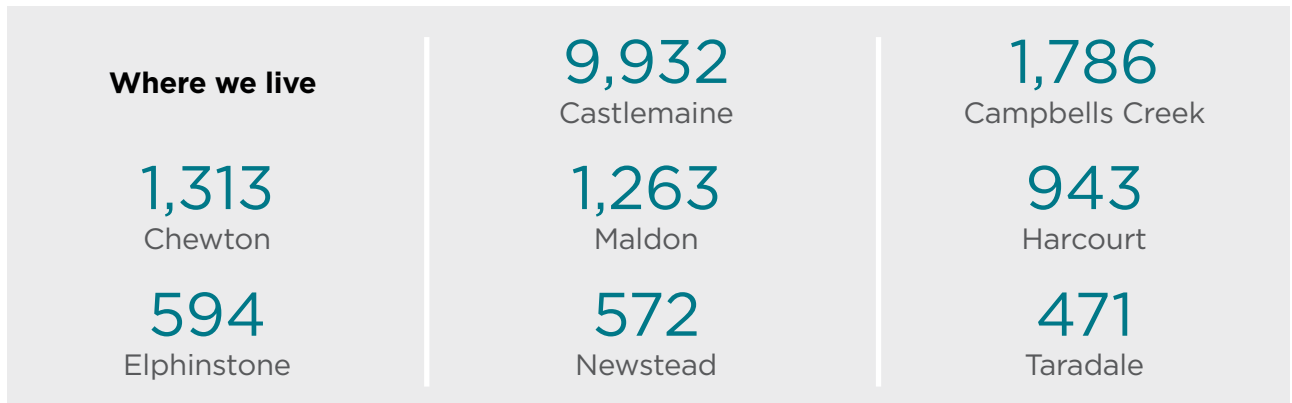 Where we live
9,932
Castlemaine
1,786
Campbells Creek
1,313
Chewton
1,263
Maldon
943
Harcourt
594
Elphinstone
572
Newstead
471
Taradale